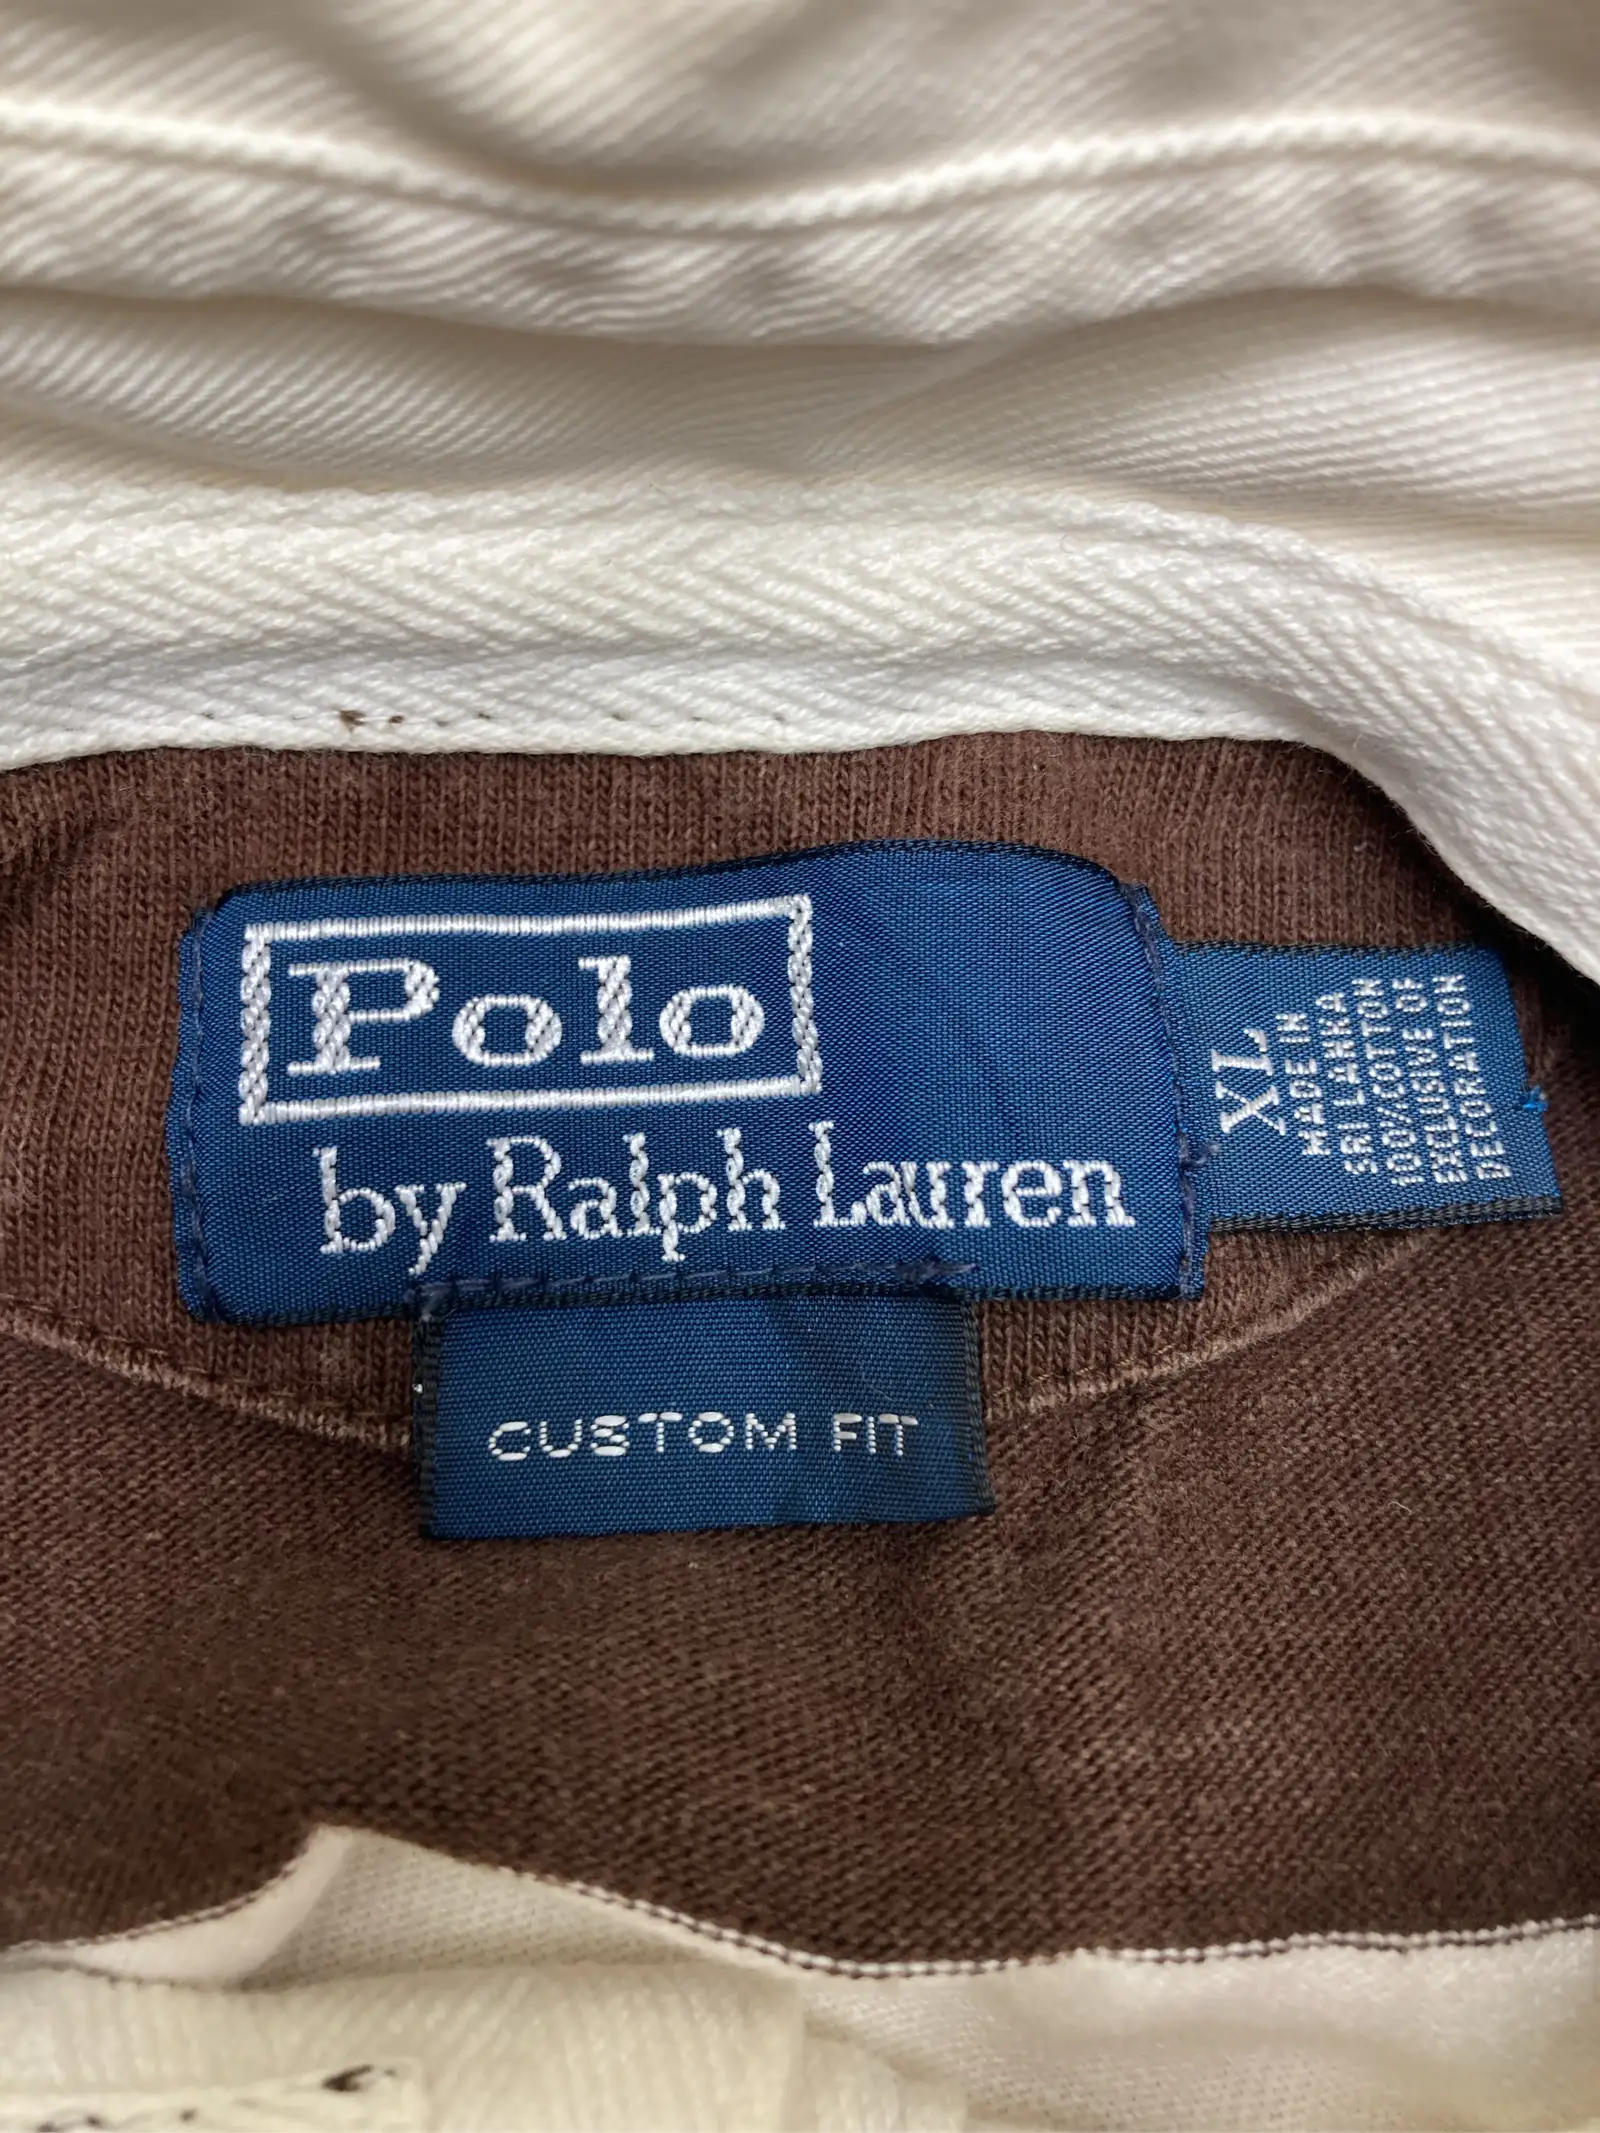 Polo
by Ralph Lauren
CUSTOM FIT
XL
MADE IN
SRI LANKA
100/COTTON
EXCLUSIVE OF
DECORATION